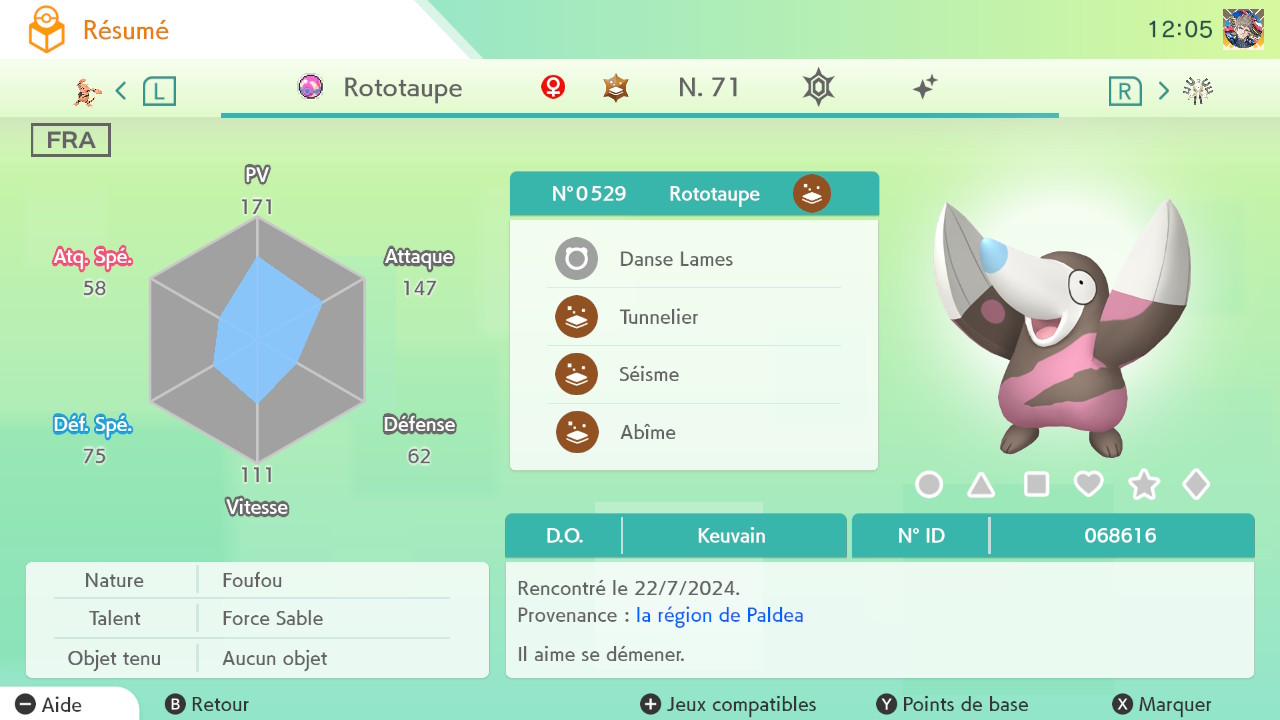 Résumé
12:05
L
Rototaupe
N. 71
R
FRA
PV
171
Atq. Spé.
58
Attaque
147
Déf. Spé.
75
Défense
62
111
Vitesse
N°0529 Rototaupe
Danse Lames
Tunnelier
Séisme
Abîme
D.O. Keuvain
N° ID 068616
Nature Foufou
Talent Force Sable
Objet tenu Aucun objet
Rencontré le 22/7/2024.
Provenance : la région de Paldea
Il aime se démener.
Aide
B Retour
Jeux compatibles
Y Points de base
X Marquer